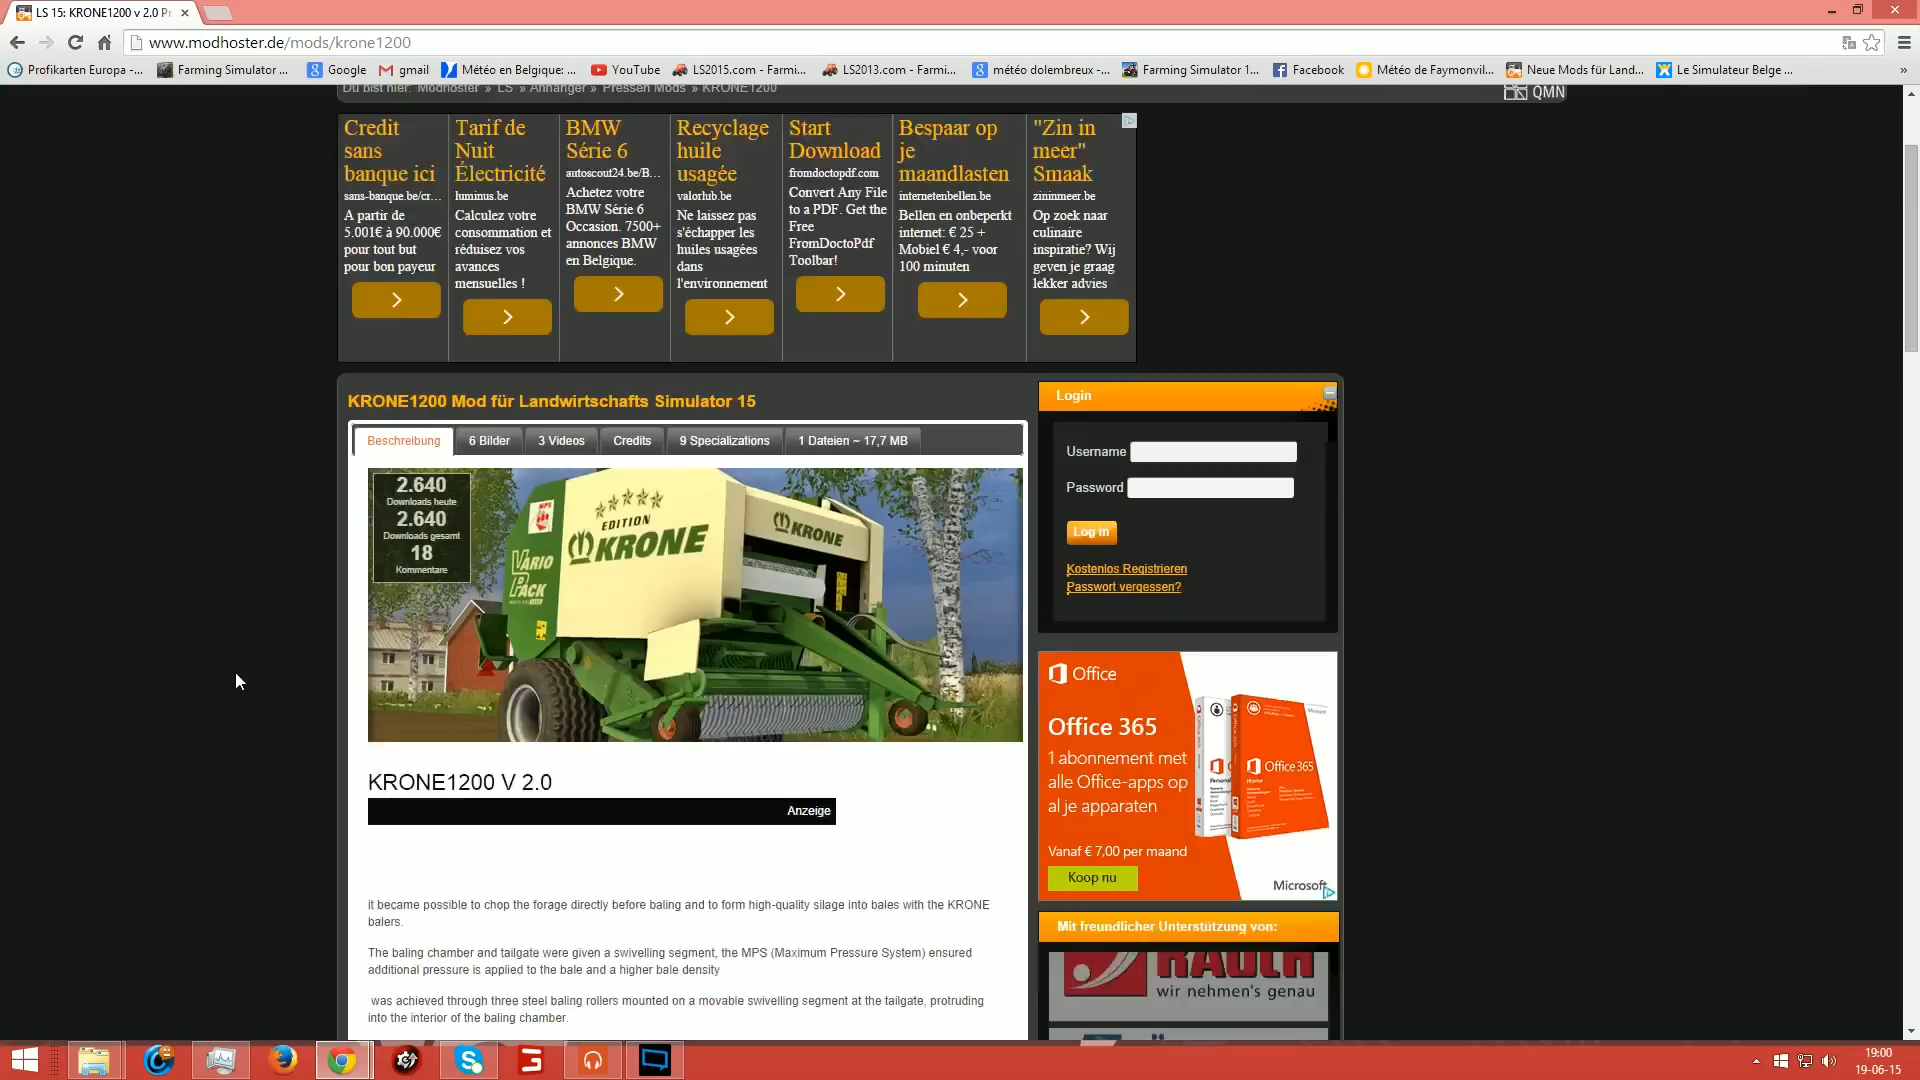 LS 15: KRONE1200 v 2.0 Pr
www.modhoster.de/mods/krone1200
Profikarten Europa -...
Farming Simulator ...
Google
gmail
Météo en Belgique: ...
YouTube
LS2015.com - Farmi...
LS2013.com - Farmi...
météo dolembreux -...
Farming Simulator 1...
Facebook
Météo de Faymonvil...
Neue Mods für Land...
Le Simulateur Belge ...
»
Du bist hier: Modhoster » LS » Anhänger » Pressen Mods » KRONE1200
QMN
Credit
sans
banque ici
sans-banque.be/cr...
A partir de
5.001€ à 90.000€
pour tout but
pour bon payeur
Tarif de
Nuit
Électricité
luminus.be
Calculez votre
consommation et
réduisez vos
avances
mensuelles !
BMW
Série 6
autoscout24.be/B...
Achetez votre
BMW Série 6
Occasion. 7500+
annonces BMW
en Belgique.
Recyclage
huile
usagée
valorlub.be
Ne laissez pas
s'échapper les
huiles usagées
dans
l'environnement
Start
Download
fromdoctopdf.com
Convert Any File
to a PDF. Get the
Free
FromDoctoPdf
Toolbar!
Bespaar op
je
maandlasten
internetenbellen.be
Bellen en onbeperkt
internet: € 25 +
Mobiel € 4,- voor
100 minuten
"Zin in
meer"
Smaak
zininmeer.be
Op zoek naar
culinaire
inspiratie? Wij
geven je graag
lekker advies
KRONE1200 Mod für Landwirtschafts Simulator 15
Beschreibung
6 Bilder
3 Videos
Credits
9 Specializations
1 Dateien ~ 17,7 MB
2.640
Downloads heute
2.640
Downloads gesamt
18
Kommentare
MPS
EDITION
KRONE
KRONE
VARIO
PACK
KRONE1200 V 2.0
Anzeige
it became possible to chop the forage directly before baling and to form high-quality silage into bales with the KRONE
balers.
The baling chamber and tailgate were given a swivelling segment, the MPS (Maximum Pressure System) ensured
additional pressure is applied to the bale and a higher bale density
was achieved through three steel baling rollers mounted on a movable swivelling segment at the tailgate, protruding
into the interior of the baling chamber.
Login
Username
Password
Log in
Kostenlos Registrieren
Passwort vergessen?
Office
Office 365
1 abonnement met
alle Office-apps op
al je apparaten
Office 365
Vanaf € 7,00 per maand
Koop nu
Microsoft
Mit freundlicher Unterstützung von:
RAUCH
wir nehmen's genau
19:00
19-06-15